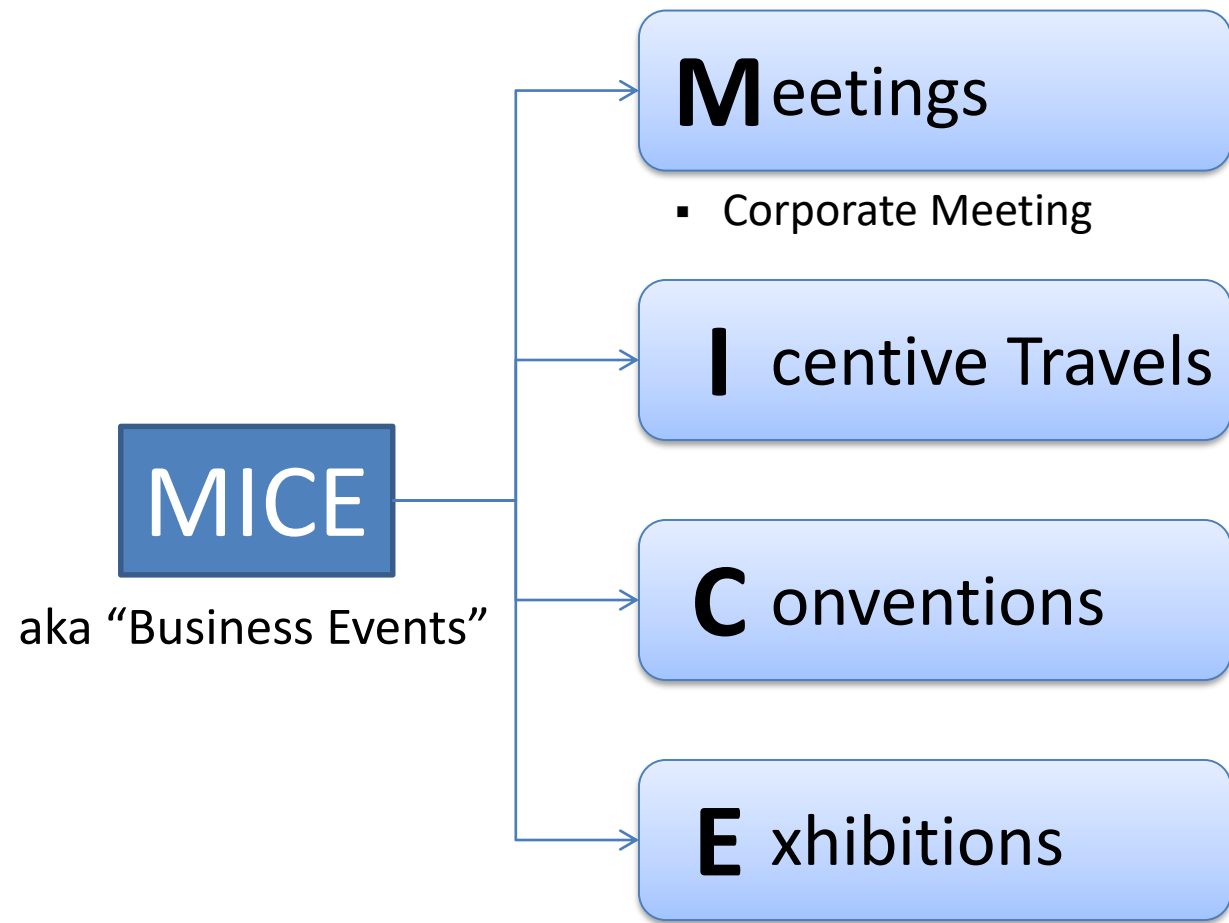 Meetings
▪ Corporate Meeting
I centive Travels
MICE
aka “Business Events”
C onventions
E xhibitions